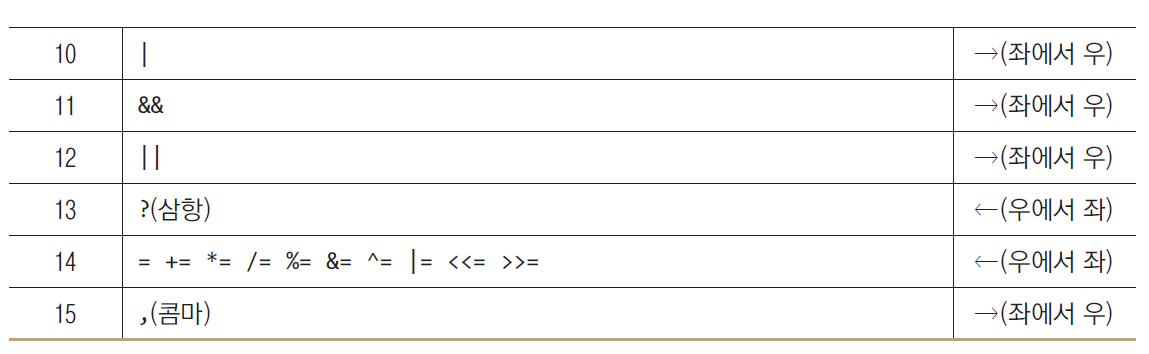 10 | →(좌에서 우)
11 && →(좌에서 우)
12 || →(좌에서 우)
13 ?(삼항) ←(우에서 좌)
14 = += *= /= %= &= ^= |= <<= >>= ←(우에서 좌)
15 ,(콤마) →(좌에서 우)